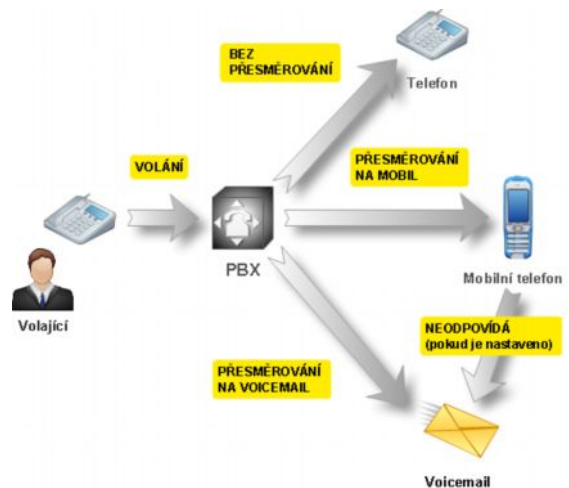 BEZ
PŘESMĚROVÁNÍ
Telefon
VOLÁNÍ
PŘESMĚROVÁNÍ
NA MOBIL
PBX
Mobilní telefon
Volající
NEODPOVÍDÁ
(pokud je nastaveno)
PŘESMĚROVÁNÍ
NA VOICEMAIL
Voicemail